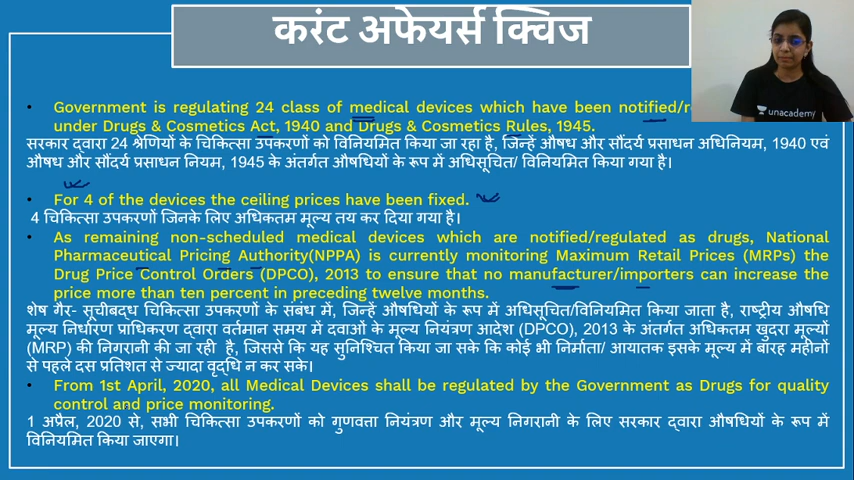 करंट अफेयर्स क्विज
unacademy
• Government is regulating 24 class of medical devices which have been notified/r
under Drugs & Cosmetics Act, 1940 and Drugs & Cosmetics Rules, 1945.
सरकार द्वारा 24 श्रेणियों के चिकित्सा उपकरणों को विनियमित किया जा रहा है, जिन्हें औषध और सौंदर्य प्रसाधन अधिनियम, 1940 एवं
औषध और सौंदर्य प्रसाधन नियम, 1945 के अंतर्गत औषधियों के रूप में अधिसूचित/ विनियमित किया गया है।
• For 4 of the devices the ceiling prices have been fixed.
4 चिकित्सा उपकरणों जिनके लिए अधिकतम मूल्य तय कर दिया गया है।
• As remaining non-scheduled medical devices which are notified/regulated as drugs, National
Pharmaceutical Pricing Authority(NPPA) is currently monitoring Maximum Retail Prices (MRPs) the
Drug Price Control Orders (DPCO), 2013 to ensure that no manufacturer/importers can increase the
price more than ten percent in preceding twelve months.
शेष गैर- सूचीबद्ध चिकित्सा उपकरणों के संबंध में, जिन्हें औषधियों के रूप में अधिसूचित/विनियमित किया जाता है, राष्ट्रीय औषधि
मूल्य निर्धारण प्राधिकरण द्वारा वर्तमान समय में दवाओं के मूल्य नियंत्रण आदेश (DPCO), 2013 के अंतर्गत अधिकतम खुदरा मूल्यों
(MRP) की निगरानी की जा रही है, जिससे कि यह सुनिश्चित किया जा सके कि कोई भी निर्माता/ आयातक इसके मूल्य में बारह महीनों
से पहले दस प्रतिशत से ज्यादा वृद्धि न कर सके।
• From 1st April, 2020, all Medical Devices shall be regulated by the Government as Drugs for quality
control and price monitoring.
1 अप्रैल, 2020 से, सभी चिकित्सा उपकरणों को गुणवत्ता नियंत्रण और मूल्य निगरानी के लिए सरकार द्वारा औषधियों के रूप में
विनियमित किया जाएगा।